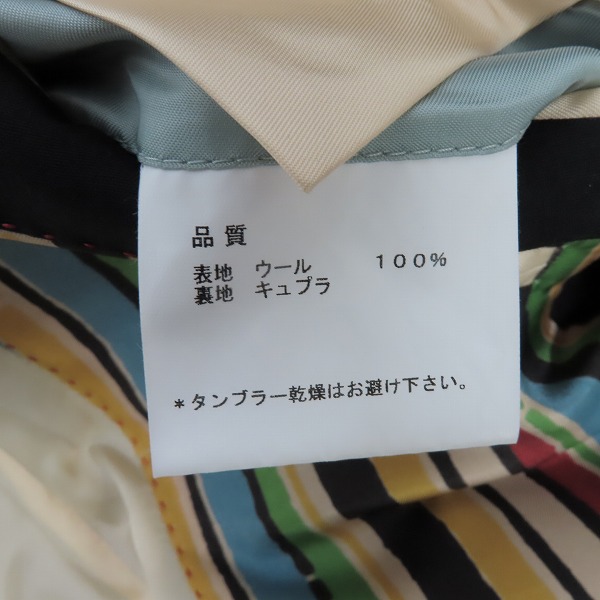 品質
表地 ウール 100%
裏地 キュプラ
*タンブラー乾燥はお避け下さい。